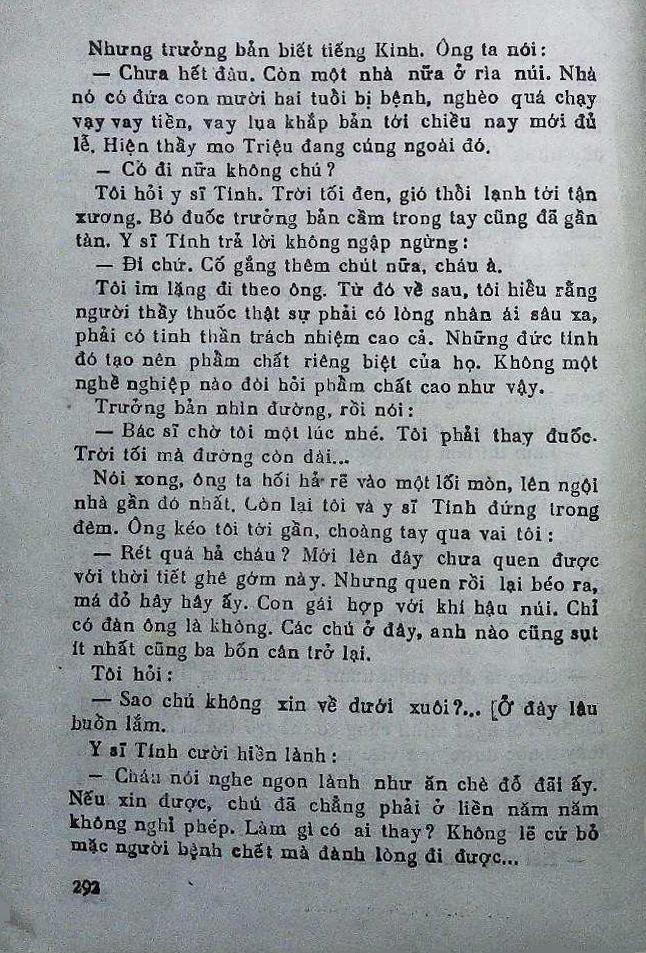 Nhưng trưởng bản biết tiếng Kinh. Ông ta nói:
— Chưa hết đâu. Còn một nhà nữa ở rìa núi. Nhà
nó có đứa con mười hai tuổi bị bệnh, nghèo quá chạy
vạy vay tiền, vay lụa khắp bản tới chiều nay mới đủ
lễ. Hiện thầy mo Triệu đang cúng ngoài đó.
— Có đi nữa không chú?
Tôi hỏi y sĩ Tính. Trời tối đen, gió thổi lạnh tới tận
xương. Bó đuốc trưởng bản cầm trong tay cũng đã gần
tàn. Y sĩ Tính trả lời không ngập ngừng:
— Đi chứ. Cố gắng thêm chút nữa, cháu à.
Tôi im lặng đi theo ông. Từ đó về sau, tôi hiểu rằng
người thầy thuốc thật sự phải có lòng nhân ái sâu xa,
phải có tinh thần trách nhiệm cao cả. Những đức tính
đó tạo nên phẩm chất riêng biệt của họ. Không một
nghề nghiệp nào đòi hỏi phẩm chất cao như vậy.
Trưởng bản nhìn đường, rồi nói:
— Bác sĩ chờ tôi một lúc nhé. Tôi phải thay đuốc.
Trời tối mà đường còn dài...
Nói xong, ông ta hối hả rẽ vào một lối mòn, lên ngôi
nhà gần đó nhất. Còn lại tôi và y sĩ Tính đứng trong
đêm. Ông kéo tôi tới gần, choàng tay qua vai tôi:
— Rét quá hả cháu? Mới lên đây chưa quen được
với thời tiết ghê gớm này. Nhưng quen rồi lại béo ra,
má đỏ hây hây ấy. Con gái hợp với khí hậu núi. Chỉ
có đàn ông là không. Các chú ở đây, anh nào cũng sụt
ít nhất cũng ba bốn cân trở lại.
Tôi hỏi:
— Sao chú không xin về dưới xuôi?... [Ở đây lâu
buồn lắm.
Y sĩ Tính cười hiền lành:
— Cháu nói nghe ngon lành như ăn chè đỗ đãi ấy.
Nếu xin được, chú đã chẳng phải ở liền năm năm
không nghỉ phép. Làm gì có ai thay? Không lẽ cứ bỏ
mặc người bệnh chết mà đành lòng đi được...
292